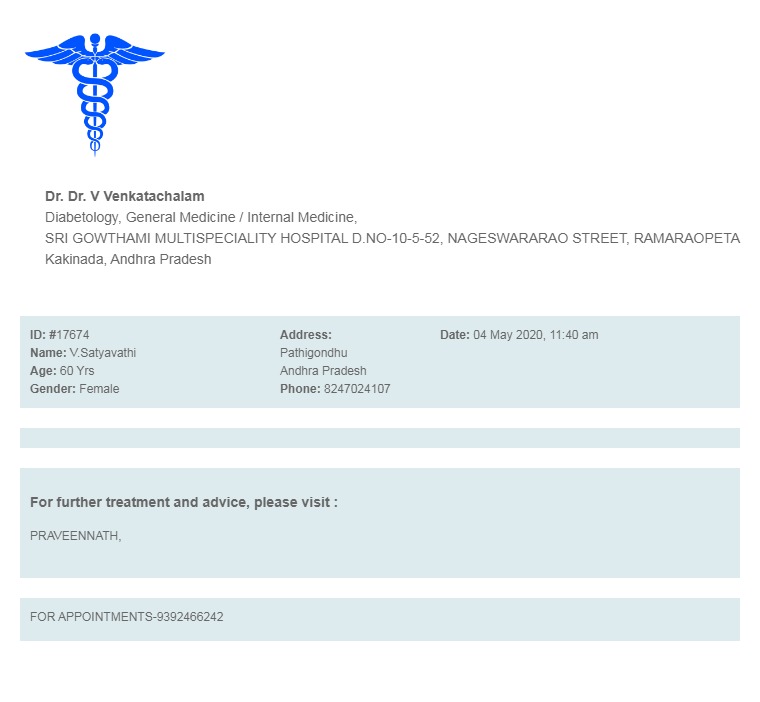 Dr. Dr. V Venkatachalam
Diabetology, General Medicine / Internal Medicine,
SRI GOWTHAMI MULTISPECIALITY HOSPITAL D.NO-10-5-52, NAGESWARARAO STREET, RAMARAOPETA
Kakinada, Andhra Pradesh
ID: #17674
Name: V.Satyavathi
Age: 60 Yrs
Gender: Female
Address:
Pathigondhu
Andhra Pradesh
Phone: 8247024107
Date: 04 May 2020, 11:40 am
For further treatment and advice, please visit :
PRAVEENNATH,
FOR APPOINTMENTS-9392466242